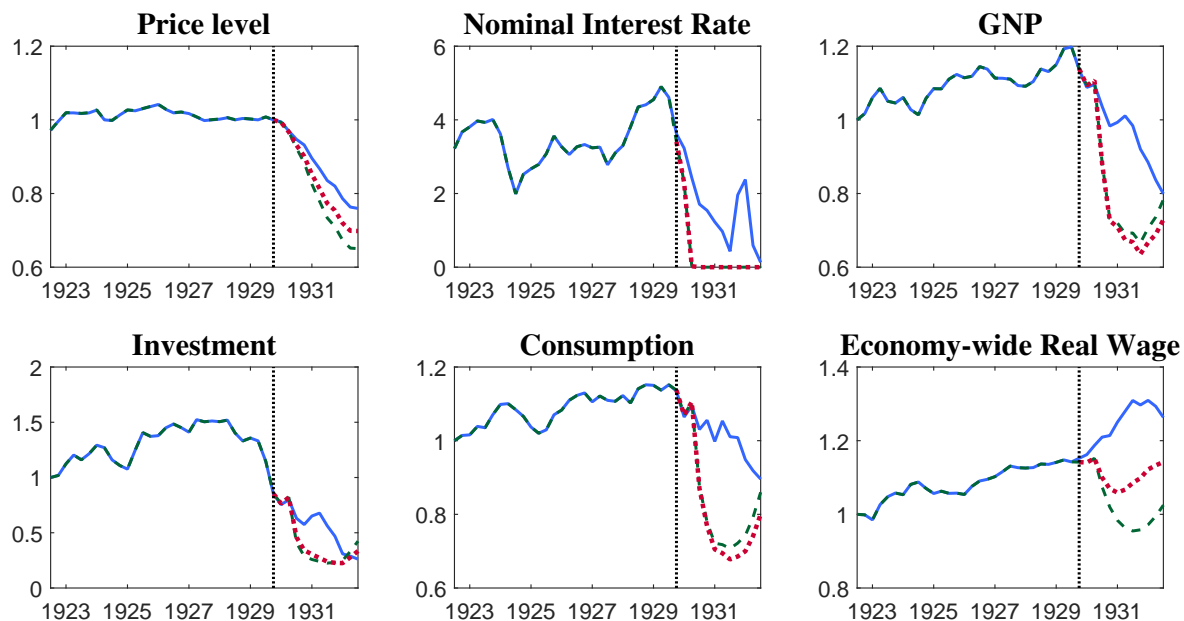 Price level
1.2
1
0.8
0.6
1923 1925 1927 1929 1931
Nominal Interest Rate
6
4
2
0
1923 1925 1927 1929 1931
GNP
1.2
1
0.8
0.6
1923 1925 1927 1929 1931
Investment
2
1.5
1
0.5
0
1923 1925 1927 1929 1931
Consumption
1.2
1
0.8
0.6
1923 1925 1927 1929 1931
Economy-wide Real Wage
1.4
1.2
1
0.8
1923 1925 1927 1929 1931